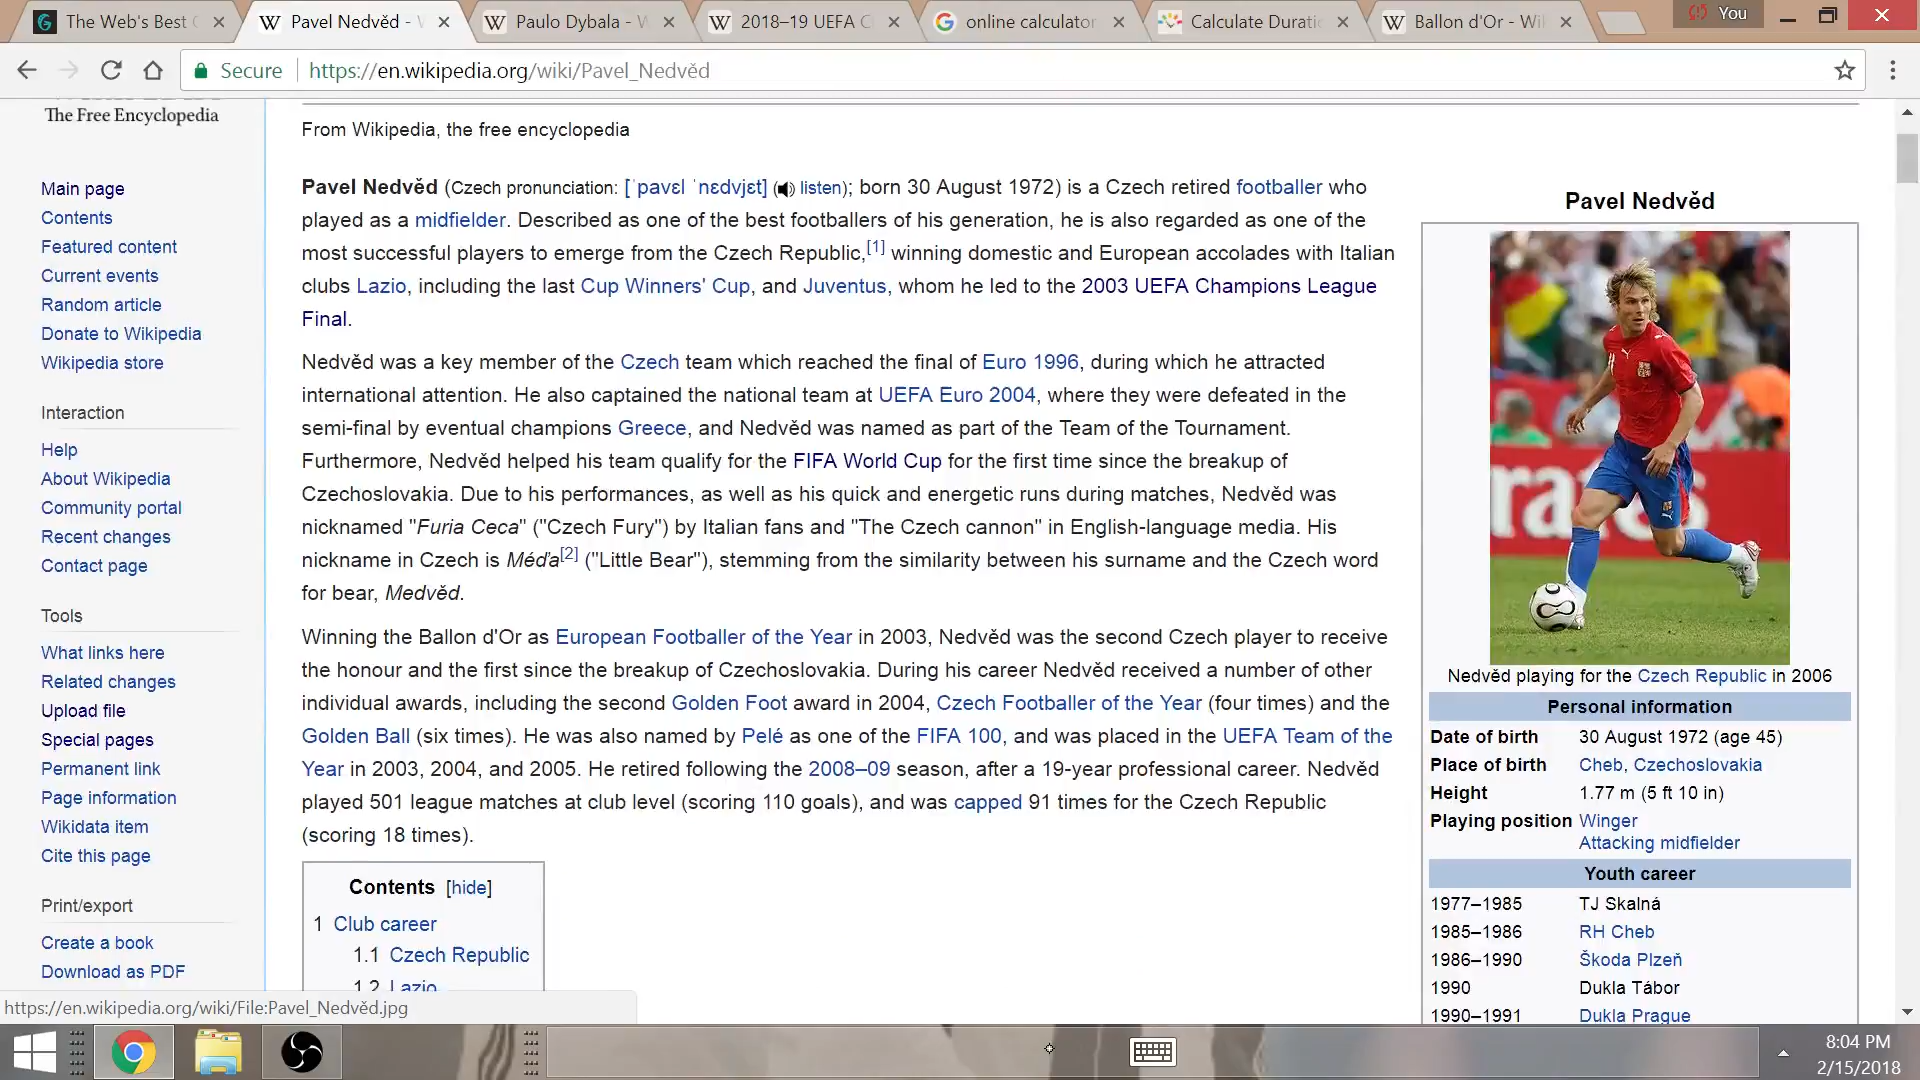 The Web's Best
Pavel Nedvěd -
Paulo Dybala - W
2018–19 UEFA C
online calculator
Calculate Durati
Ballon d'Or - Wi
You
Secure
https://en.wikipedia.org/wiki/Pavel_Nedvěd
The Free Encyclopedia
Main page
Contents
Featured content
Current events
Random article
Donate to Wikipedia
Wikipedia store
Interaction
Help
About Wikipedia
Community portal
Recent changes
Contact page
Tools
What links here
Related changes
Upload file
Special pages
Permanent link
Page information
Wikidata item
Cite this page
Print/export
Create a book
Download as PDF
From Wikipedia, the free encyclopedia
Pavel Nedvěd (Czech pronunciation: [ˈpavɛl ˈnɛdvjɛt] (listen); born 30 August 1972) is a Czech retired footballer who
played as a midfielder. Described as one of the best footballers of his generation, he is also regarded as one of the
most successful players to emerge from the Czech Republic,[1] winning domestic and European accolades with Italian
clubs Lazio, including the last Cup Winners' Cup, and Juventus, whom he led to the 2003 UEFA Champions League
Final.
Nedvěd was a key member of the Czech team which reached the final of Euro 1996, during which he attracted
international attention. He also captained the national team at UEFA Euro 2004, where they were defeated in the
semi-final by eventual champions Greece, and Nedvěd was named as part of the Team of the Tournament.
Furthermore, Nedvěd helped his team qualify for the FIFA World Cup for the first time since the breakup of
Czechoslovakia. Due to his performances, as well as his quick and energetic runs during matches, Nedvěd was
nicknamed "Furia Ceca" ("Czech Fury") by Italian fans and "The Czech cannon" in English-language media. His
nickname in Czech is Méďa[2] ("Little Bear"), stemming from the similarity between his surname and the Czech word
for bear, Medvěd.
Winning the Ballon d'Or as European Footballer of the Year in 2003, Nedvěd was the second Czech player to receive
the honour and the first since the breakup of Czechoslovakia. During his career Nedvěd received a number of other
individual awards, including the second Golden Foot award in 2004, Czech Footballer of the Year (four times) and the
Golden Ball (six times). He was also named by Pelé as one of the FIFA 100, and was placed in the UEFA Team of the
Year in 2003, 2004, and 2005. He retired following the 2008–09 season, after a 19-year professional career. Nedvěd
played 501 league matches at club level (scoring 110 goals), and was capped 91 times for the Czech Republic
(scoring 18 times).
Contents [hide]
1 Club career
1.1 Czech Republic
1.2 Lazio
Pavel Nedvěd
Nedvěd playing for the Czech Republic in 2006
Personal information
Date of birth 30 August 1972 (age 45)
Place of birth Cheb, Czechoslovakia
Height 1.77 m (5 ft 10 in)
Playing position Winger
Attacking midfielder
Youth career
1977–1985 TJ Skalná
1985–1986 RH Cheb
1986–1990 Škoda Plzeň
1990 Dukla Tábor
1990–1991 Dukla Prague
https://en.wikipedia.org/wiki/File:Pavel_Nedvěd.jpg
8:04 PM
2/15/2018